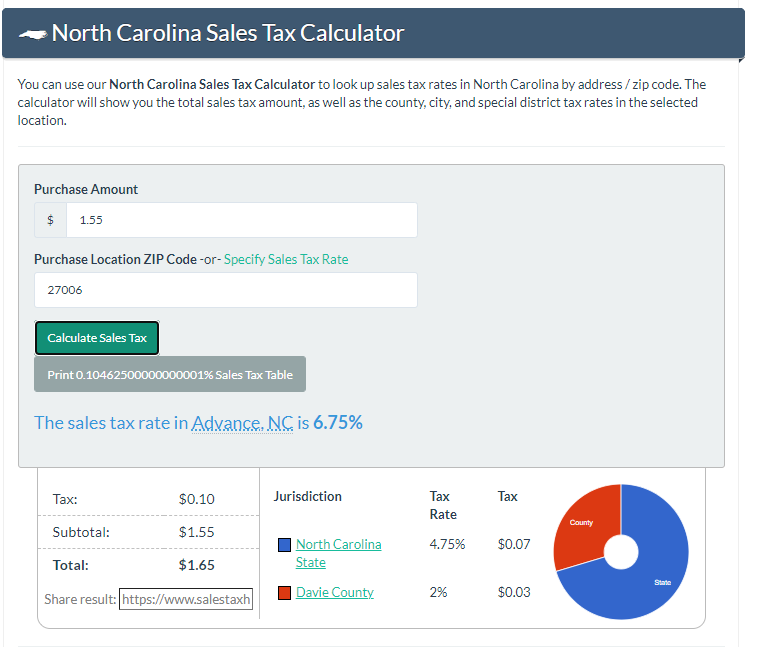 North Carolina Sales Tax Calculator
You can use our North Carolina Sales Tax Calculator to look up sales tax rates in North Carolina by address / zip code. The
calculator will show you the total sales tax amount, as well as the county, city, and special district tax rates in the selected
location.
Purchase Amount
$ 1.55
Purchase Location ZIP Code -or- Specify Sales Tax Rate
27006
Calculate Sales Tax
Print 0.10462500000000001% Sales Tax Table
The sales tax rate in Advance, NC is 6.75%
Tax: $0.10
Subtotal: $1.55
Total: $1.65
Share result: https://www.salestaxh
Jurisdiction Tax Rate Tax
North Carolina State 4.75% $0.07
Davie County 2% $0.03
County
State